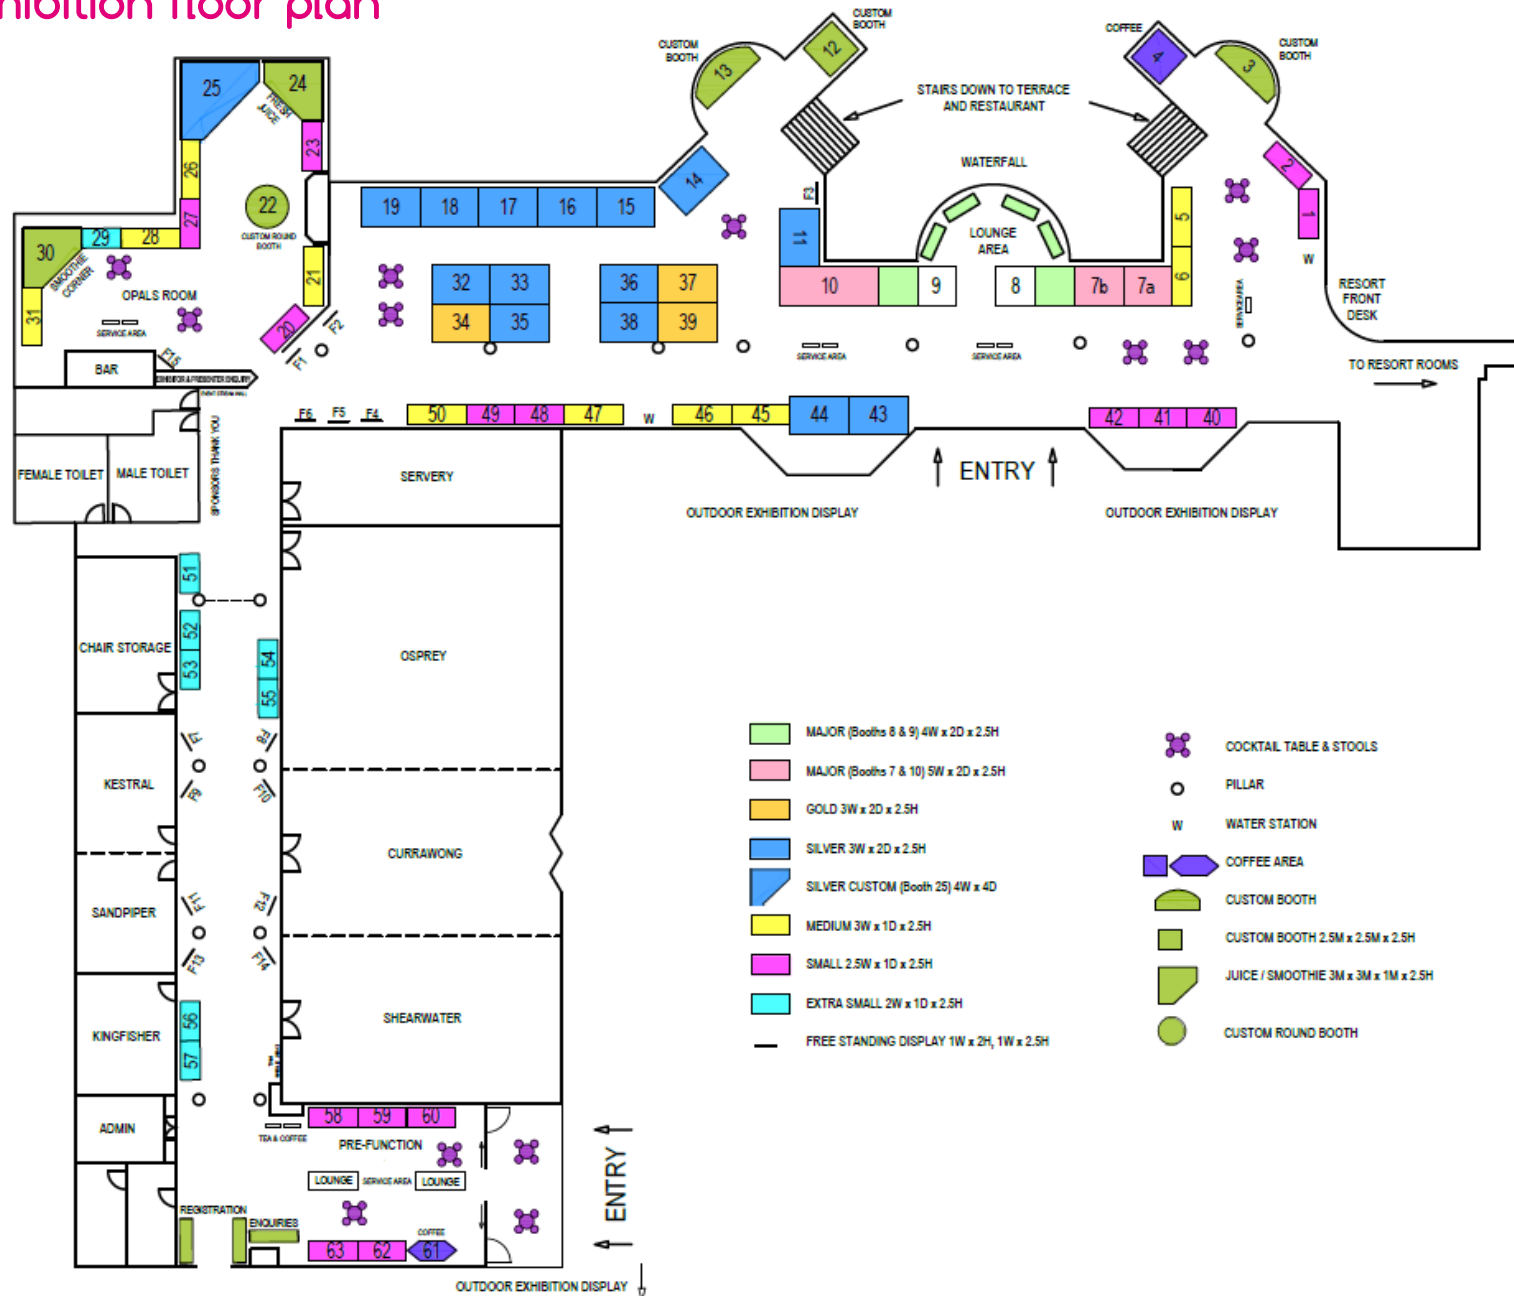 hibition floor plan
CUSTOM
BOOTH
12
CUSTOM
BOOTH
13
COFFEE
4
CUSTOM
BOOTH
3
STAIRS DOWN TO TERRACE
AND RESTAURANT
WATERFALL
LOUNGE
AREA
25
24
FRESH
JUICE
23
26
27
22
CUSTOM ROUND
BOOTH
28
29
30
SMOOTHIE
CORNER
31
OPALS ROOM
SERVICE AREA
21
20
F1
F2
BAR
F15
EXHIBITOR & PRESENTER ENQUIRY
19
18
17
16
15
14
32
33
34
35
36
37
38
39
F3
11
10
9
8
7b
7a
5
6
2
1
W
SERVICE AREA
SERVICE AREA
SERVICE AREA
RESORT
FRONT
DESK
TO RESORT ROOMS
F6
F5
F4
50
49
48
47
W
46
45
44
43
42
41
40
ENTRY
OUTDOOR EXHIBITION DISPLAY
OUTDOOR EXHIBITION DISPLAY
FEMALE TOILET
MALE TOILET
SPONSORS THANK YOU
SERVERY
OSPREY
CURRAWONG
SHEARWATER
CHAIR STORAGE
KESTRAL
SANDPIPER
KINGFISHER
ADMIN
51
52
53
54
55
F7
F8
F9
F10
F11
F12
F13
F14
56
57
TEA & COFFEE
58
59
60
PRE-FUNCTION
LOUNGE
SERVICE AREA
LOUNGE
REGISTRATION
ENQUIRIES
63
62
COFFEE
61
ENTRY
OUTDOOR EXHIBITION DISPLAY
MAJOR (Booths 8 & 9) 4W x 2D x 2.5H
MAJOR (Booths 7 & 10) 5W x 2D x 2.5H
GOLD 3W x 2D x 2.5H
SILVER 3W x 2D x 2.5H
SILVER CUSTOM (Booth 25) 4W x 4D
MEDIUM 3W x 1D x 2.5H
SMALL 2.5W x 1D x 2.5H
EXTRA SMALL 2W x 1D x 2.5H
FREE STANDING DISPLAY 1W x 2H, 1W x 2.5H
COCKTAIL TABLE & STOOLS
PILLAR
W
WATER STATION
COFFEE AREA
CUSTOM BOOTH
CUSTOM BOOTH 2.5M x 2.5M x 2.5H
JUICE / SMOOTHIE 3M x 3M x 1M x 2.5H
CUSTOM ROUND BOOTH